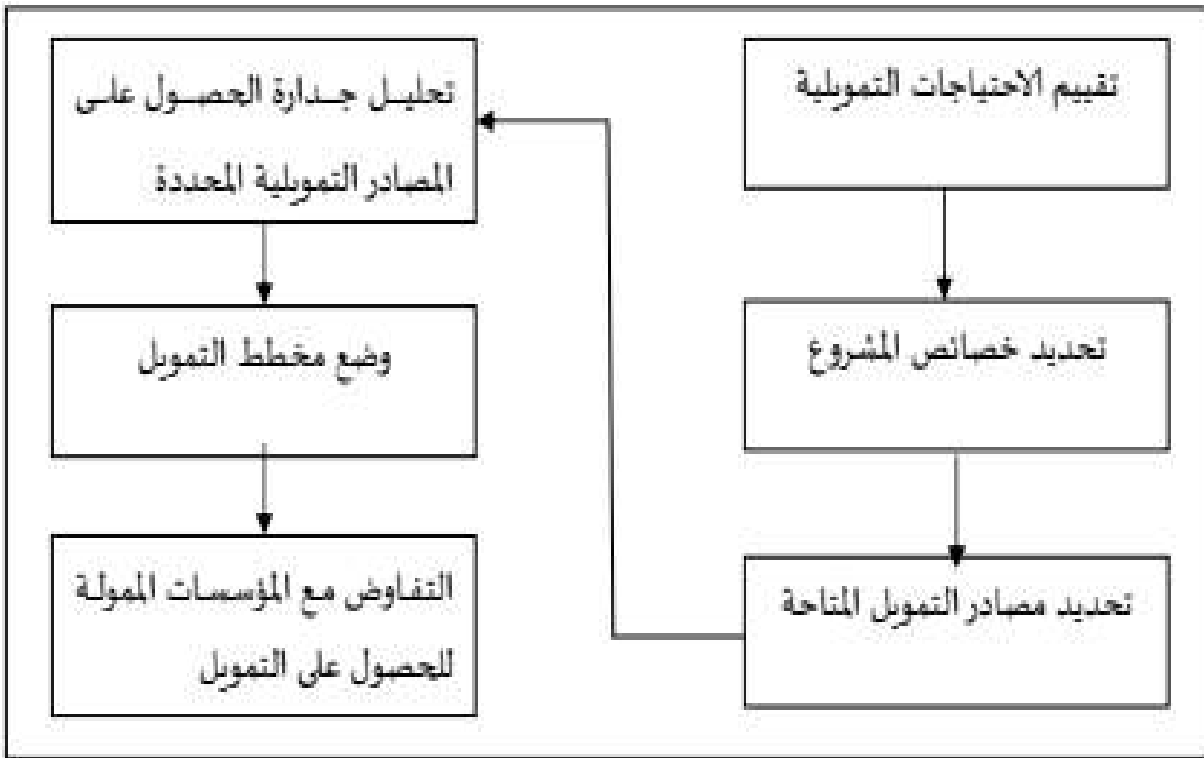 تقييم الاحتياجات التمويلية
تحديد خصائص المشروع
تحديد مصادر التمويل المتاحة
تحليل جدارة الحصول على
المصادر التمويلية المحددة
وضع مخطط التمويل
التفاوض مع المؤسسات الممولة
للحصول على التمويل